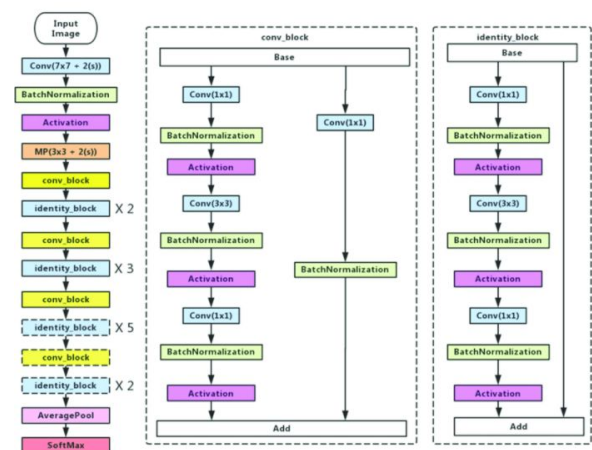 Input
Image
Conv(7x7 + 2(s))
BatchNormalization
Activation
MP(3x3 + 2(s))
conv_block
identity_block X 2
conv_block
identity_block X 3
conv_block
identity_block X 5
conv_block
identity_block X 2
AveragePool
SoftMax
conv_block
Base
Conv(1x1)
BatchNormalization
Activation
Conv(3x3)
BatchNormalization
Activation
Conv(1x1)
BatchNormalization
Activation
Conv(1x1)
BatchNormalization
Add
identity_block
Base
Conv(1x1)
BatchNormalization
Activation
Conv(3x3)
BatchNormalization
Activation
Conv(1x1)
BatchNormalization
Activation
Add